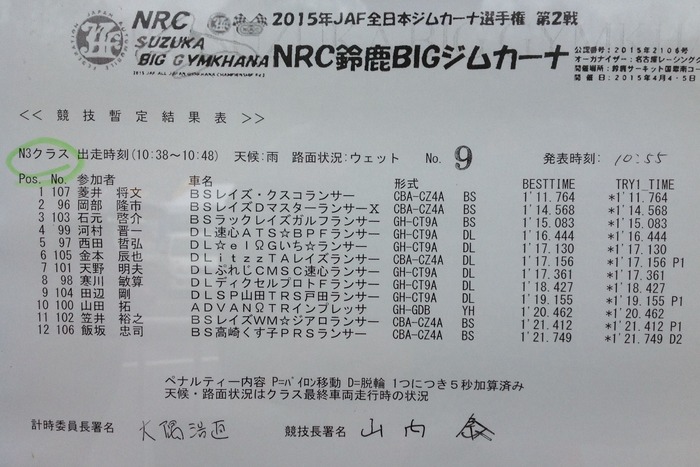 NRC
SUZUKA
BIG GYMKHANA
2015年JAF全日本ジムカーナ選手権 第2戦
NRC鈴鹿BIGジムカーナ
公認番号:2015年2106号
オーガナイザー:名古屋レーシングク
開催場所:鈴鹿サーキット国際南コー
開催日:2015年4月4-5日
<< 競技暫定結果表 >>
N3クラス 出走時刻(10:38~10:48) 天候:雨 路面状況:ウェット No. 9 発表時刻: 10:55
Pos. No. 参加者 車名 形式 BESTTIME TRY1_TIME
1 107 菱井 将文 BSレイズ・クスコランサー CBA-CZ4A BS 1'11.764 *1'11.764
2 96 岡部 隆市 BSレイズDマスターランサーX CBA-CZ4A BS 1'14.568 *1'14.568
3 103 石元 啓介 BSラックレイズガルフランサー GH-CT9A BS 1'15.083 *1'15.083
4 99 河村 晋一 DL速心ATS☆BPFランサー GH-CT9A DL 1'16.444 *1'16.444
5 97 西田 哲弘 DL☆elΩGいち☆ランサー GH-CT9A DL 1'17.130 *1'17.130
6 105 金本 辰也 DLitzzTAレイズランサー CBA-CZ4A DL 1'17.156 *1'17.156 P1
7 101 天野 明夫 DLぷれじCMSC速心ランサー GH-CT9A DL 1'17.361 *1'17.361
8 98 寒川 敏算 DLディクセルプロトFランサー GH-CT9A DL 1'18.427 *1'18.427
9 104 田辺 剛 DLSP山田TRS戸田ランサー GH-CT9A DL 1'19.155 *1'19.155 P1
10 100 山田 拓 ADVANΩTRインプレッサ GH-GDB YH 1'20.462 *1'20.462
11 102 笠井 裕之 BSレイズWM☆ジアロランサー CBA-CZ4A BS 1'21.412 *1'21.412 P1
12 106 飯坂 忠司 BS高崎くす子PRSランサー CBA-CZ4A BS 1'21.749 *1'21.749 D2
ペナルティー内容 P=パイロン移動 D=脱輪 1つにつき5秒加算済み
天候・路面状況はクラス最終車両走行時の状況
計時委員長署名 大隅浩正 競技長署名 山内